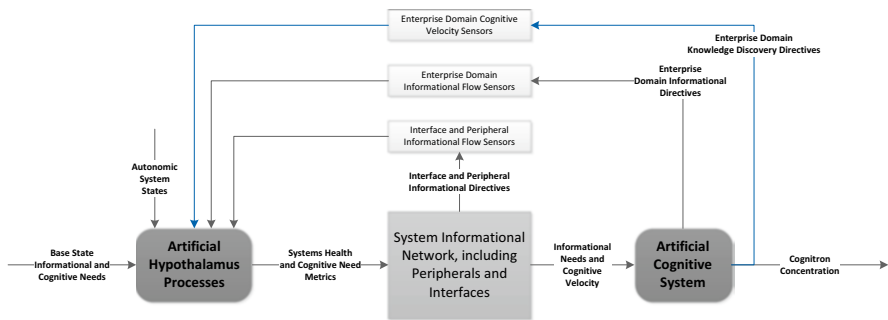 Enterprise Domain Cognitive
Velocity Sensors
Enterprise Domain
Knowledge Discovery Directives
Enterprise Domain
Informational Flow Sensors
Enterprise
Domain Informational
Directives
Interface and Peripheral
Informational Flow Sensors
Autonomic
System
States
Interface and Peripheral
Informational Directives
Base State
Informational and
Cognitive Needs
Artificial
Hypothalamus
Processes
Systems Health
and Cognitive Need
Metrics
System Informational
Network, including
Peripherals and
Interfaces
Informational
Needs and
Cognitive
Velocity
Artificial
Cognitive
System
Cognitron
Concentration